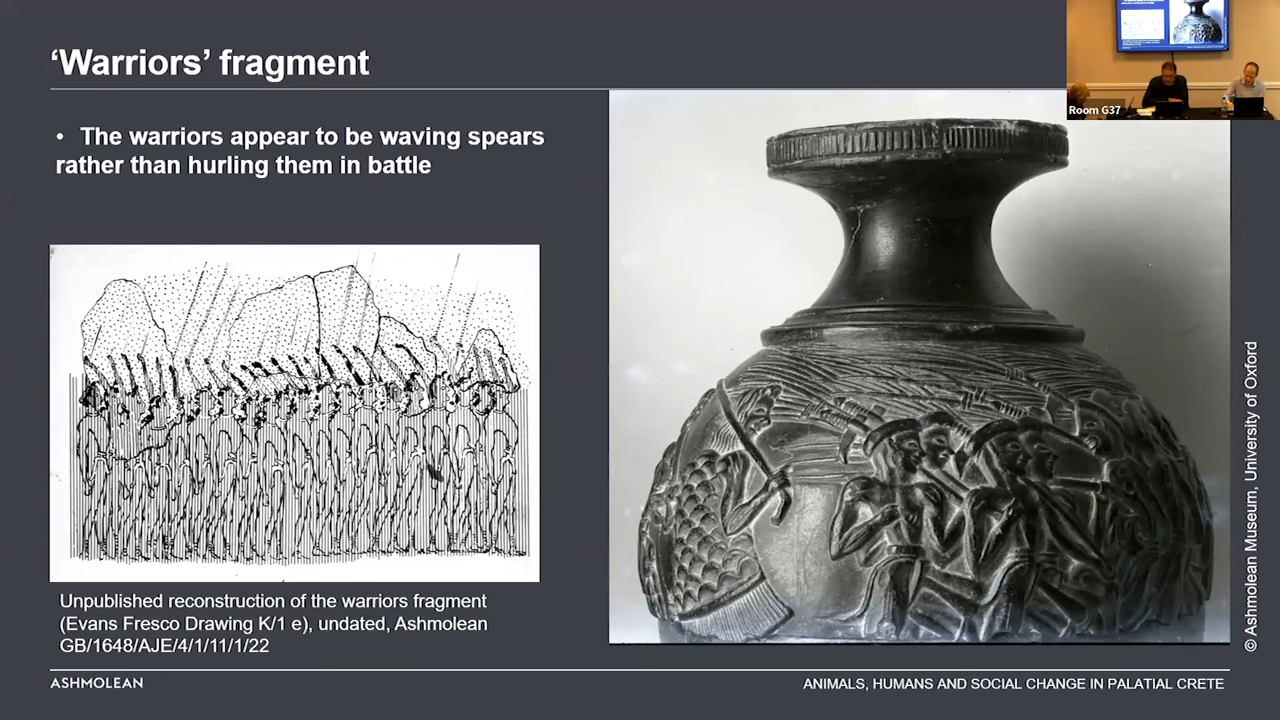 ‘Warriors’ fragment
• The warriors appear to be waving spears
rather than hurling them in battle
Room G37
Unpublished reconstruction of the warriors fragment
(Evans Fresco Drawing K/1 e), undated, Ashmolean
GB/1648/AJE/4/1/11/1/22
© Ashmolean Museum, University of Oxford
ASHMOLEAN
ANIMALS, HUMANS AND SOCIAL CHANGE IN PALATIAL CRETE